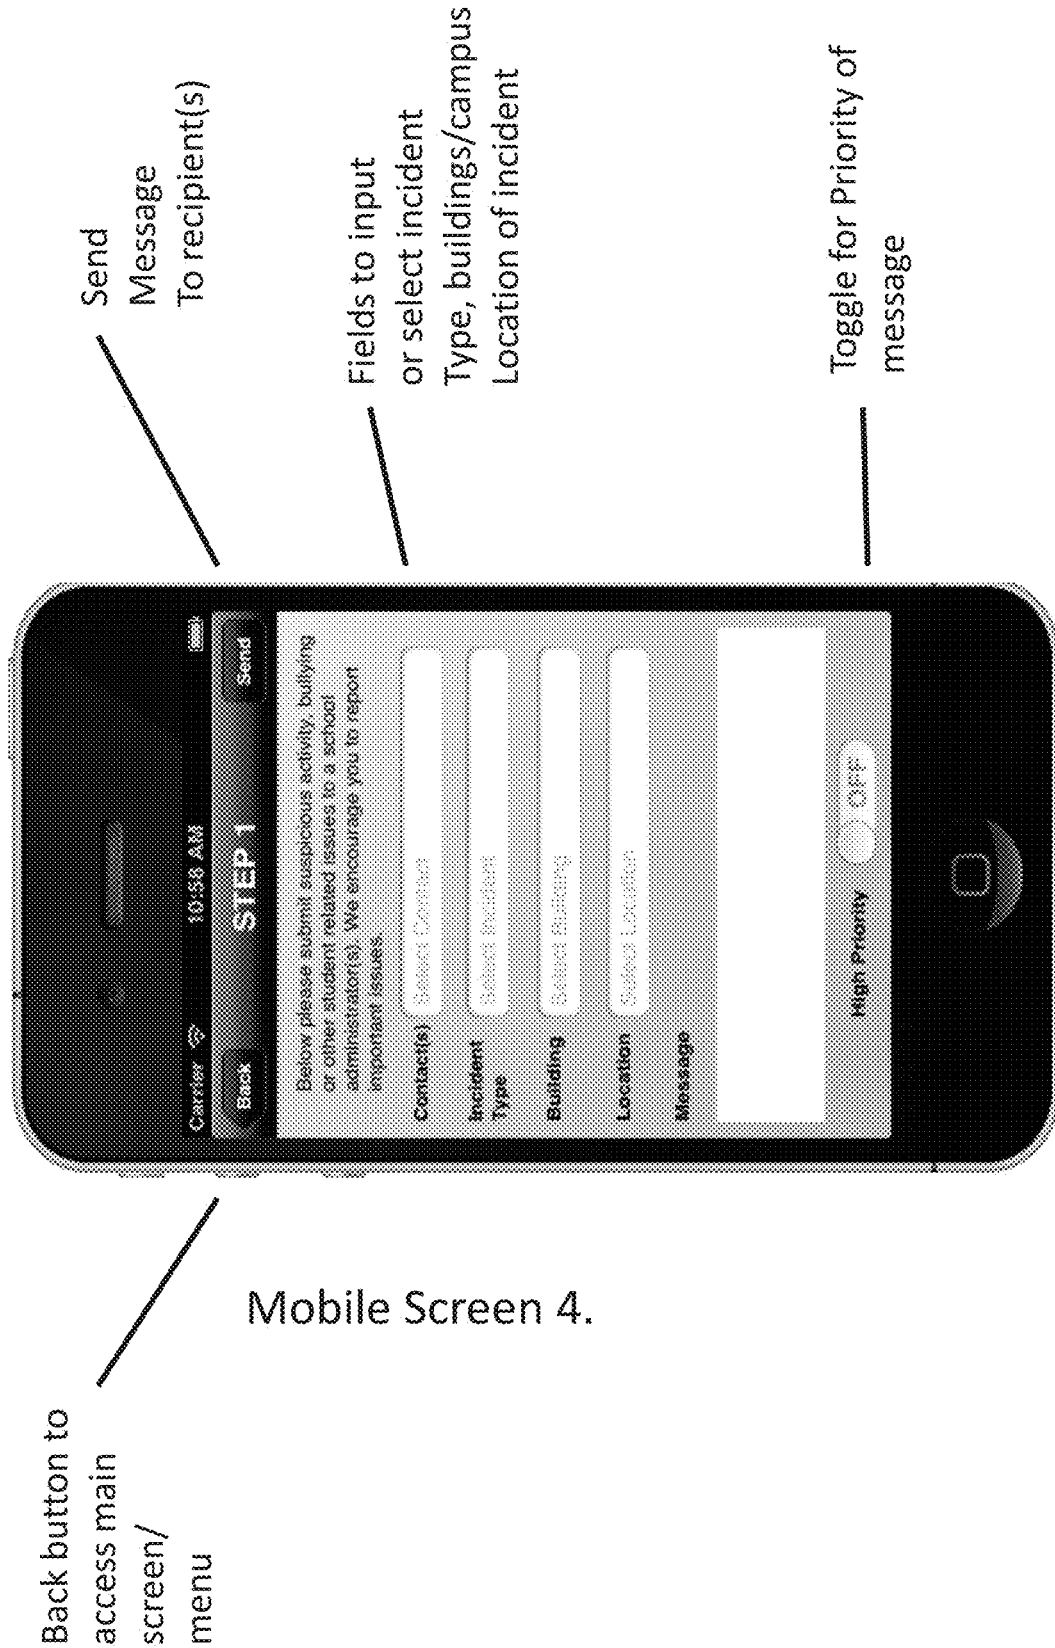 Back button to
access main
screen/
menu
Mobile Screen 4.
Carrier 10:58 AM
Back STEP 1 Send
Below please submit suspicious activity, bullying
or other student related issues to a school
administrator(s). We encourage you to report
important issues.
Contact(s) Select Contact
Incident
Type Select Incident
Building Select Building
Location Select Location
Message
High Priority OFF
Send
Message
To recipient(s)
Fields to input
or select incident
Type, buildings/campus
Location of incident
Toggle for Priority of
message